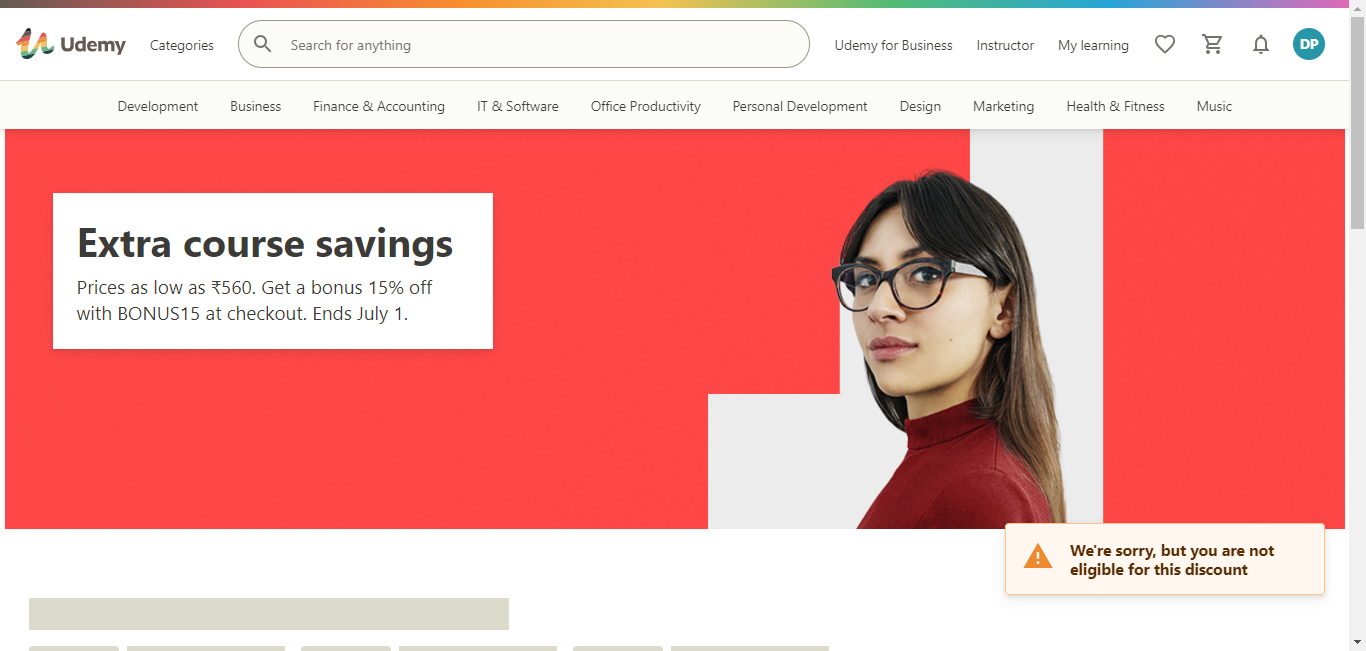 Udemy
Categories
Search for anything
Udemy for Business
Instructor
My learning
DP
Development
Business
Finance & Accounting
IT & Software
Office Productivity
Personal Development
Design
Marketing
Health & Fitness
Music
Extra course savings
Prices as low as ₹560. Get a bonus 15% off
with BONUS15 at checkout. Ends July 1.
We're sorry, but you are not
eligible for this discount